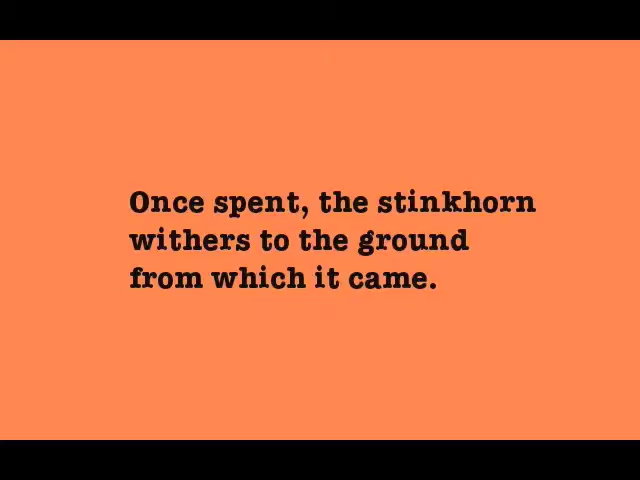 Once spent, the stinkhorn
withers to the ground
from which it came.